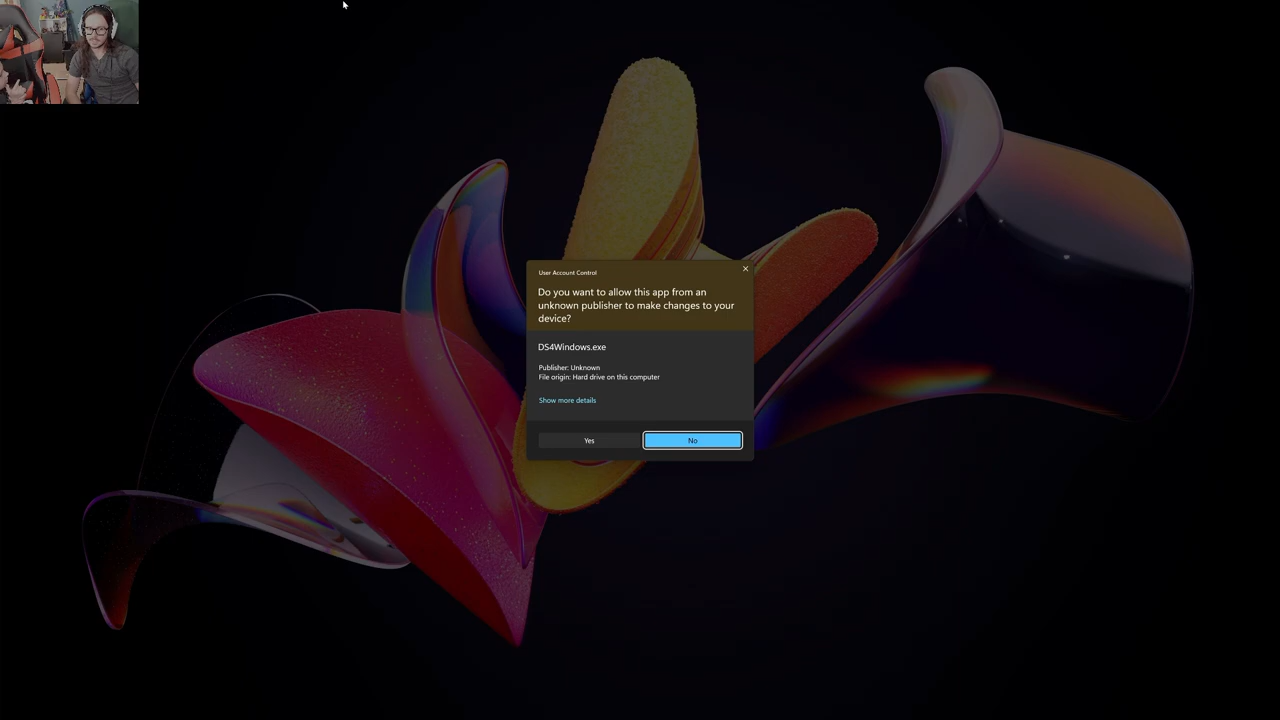 User Account Control
Do you want to allow this app from an
unknown publisher to make changes to your
device?
DS4Windows.exe
Publisher: Unknown
File origin: Hard drive on this computer
Show more details
Yes
No